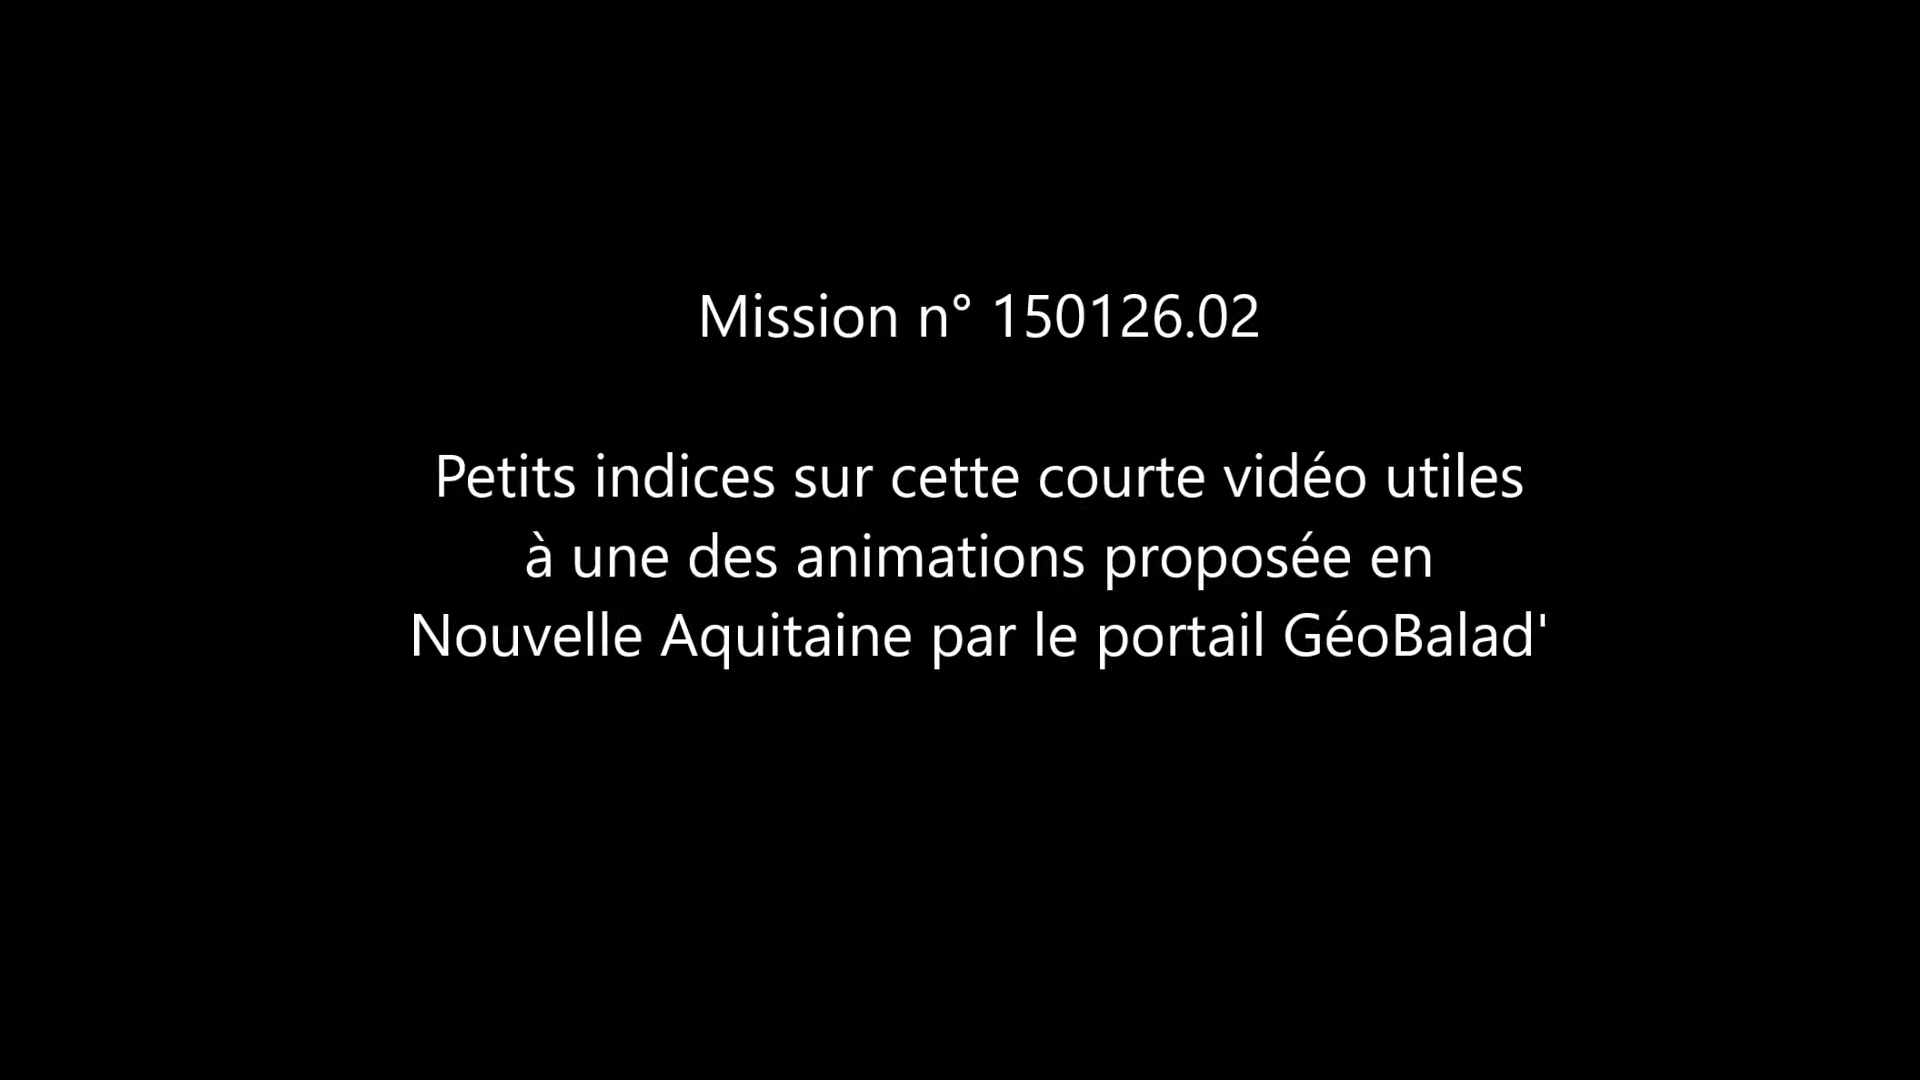 Mission n° 150126.02
Petits indices sur cette courte vidéo utiles
à une des animations proposée en
Nouvelle Aquitaine par le portail GéoBalad'